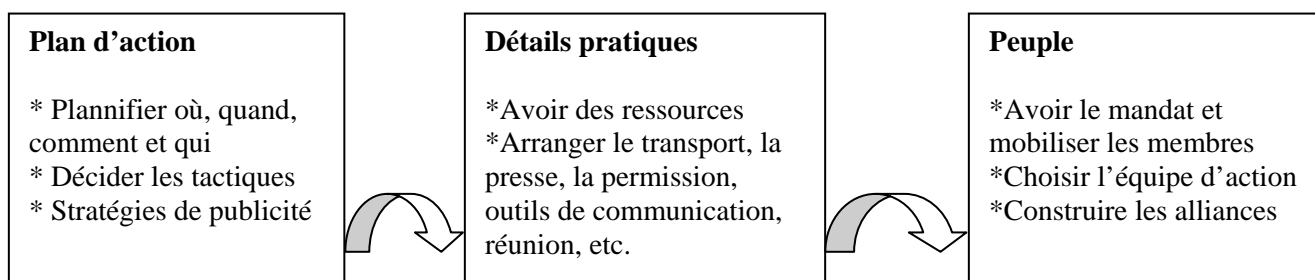 Plan d’action
* Plannifier où, quand,
comment et qui
* Décider les tactiques
* Stratégies de publicité
Détails pratiques
*Avoir des ressources
*Arranger le transport, la
presse, la permission,
outils de communication,
réunion, etc.
Peuple
*Avoir le mandat et
mobiliser les membres
*Choisir l’équipe d’action
*Construire les alliances